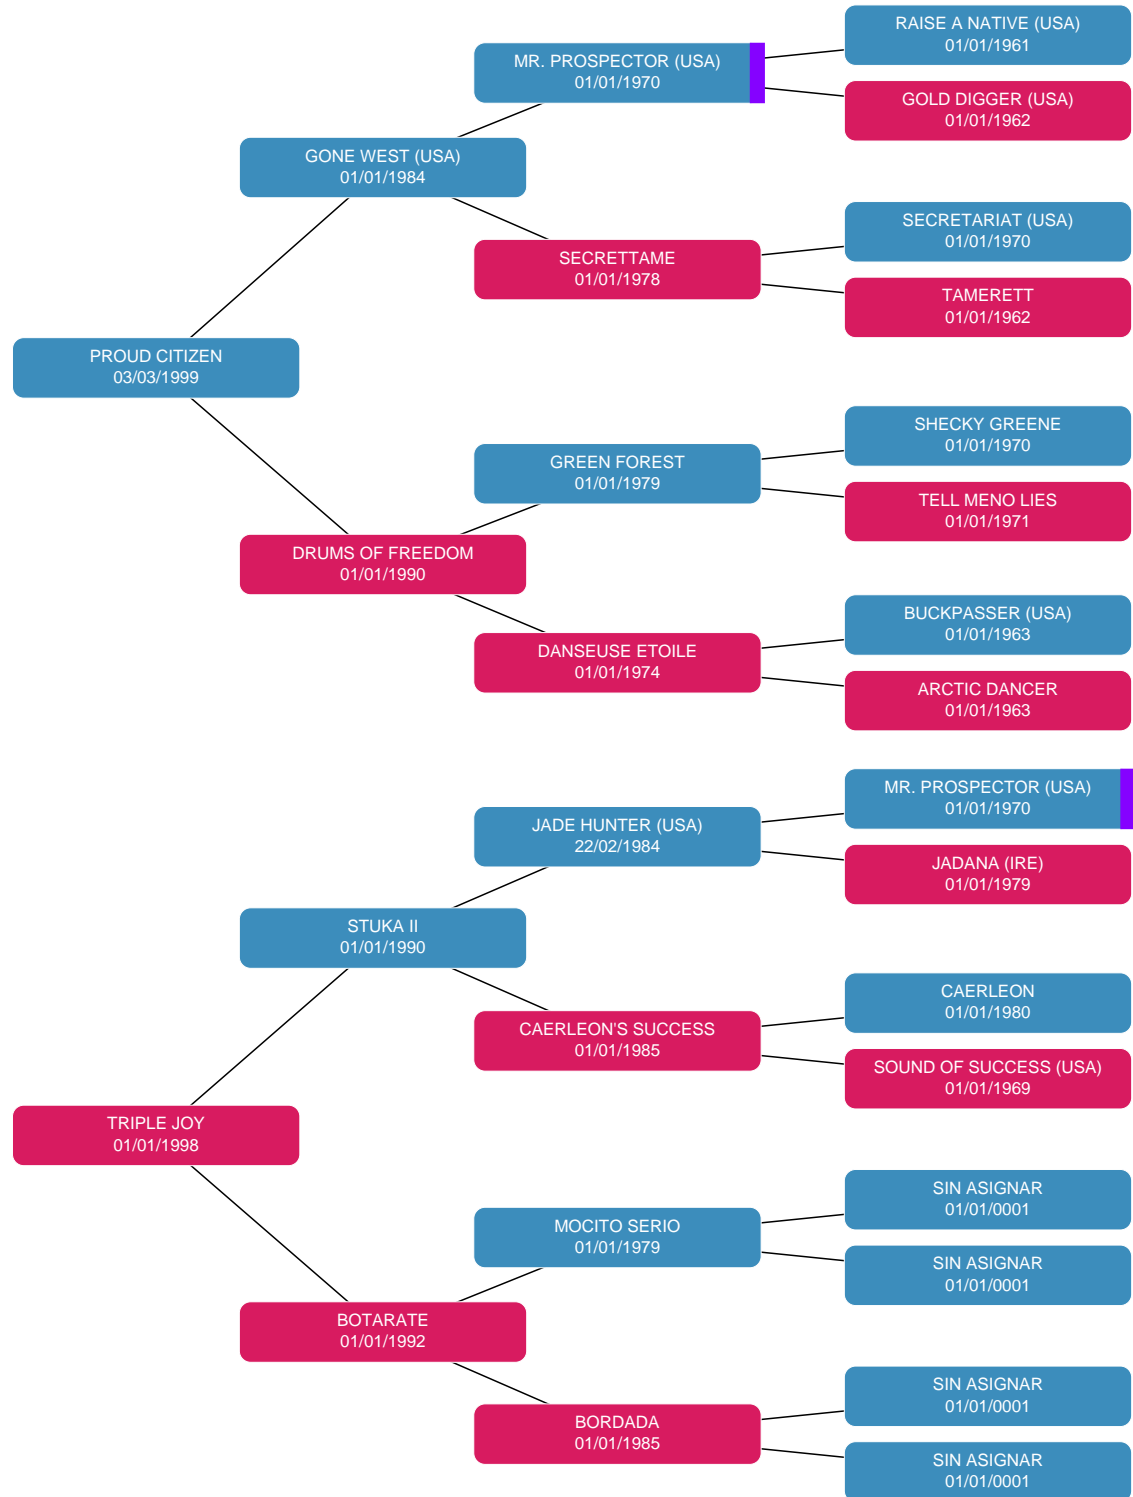 RAISE A NATIVE (USA)
01/01/1961
MR. PROSPECTOR (USA)
01/01/1970
GOLD DIGGER (USA)
01/01/1962
GONE WEST (USA)
01/01/1984
SECRETARIAT (USA)
01/01/1970
SECRETTAME
01/01/1978
TAMERETT
01/01/1962
PROUD CITIZEN
03/03/1999
SHECKY GREENE
01/01/1970
GREEN FOREST
01/01/1979
TELL MENO LIES
01/01/1971
DRUMS OF FREEDOM
01/01/1990
BUCKPASSER (USA)
01/01/1963
DANSEUSE ETOILE
01/01/1974
ARCTIC DANCER
01/01/1963
MR. PROSPECTOR (USA)
01/01/1970
JADE HUNTER (USA)
22/02/1984
JADANA (IRE)
01/01/1979
STUKA II
01/01/1990
CAERLEON
01/01/1980
CAERLEON'S SUCCESS
01/01/1985
SOUND OF SUCCESS (USA)
01/01/1969
TRIPLE JOY
01/01/1998
SIN ASIGNAR
01/01/0001
MOCITO SERIO
01/01/1979
SIN ASIGNAR
01/01/0001
BOTARATE
01/01/1992
SIN ASIGNAR
01/01/0001
BORDADA
01/01/1985
SIN ASIGNAR
01/01/0001